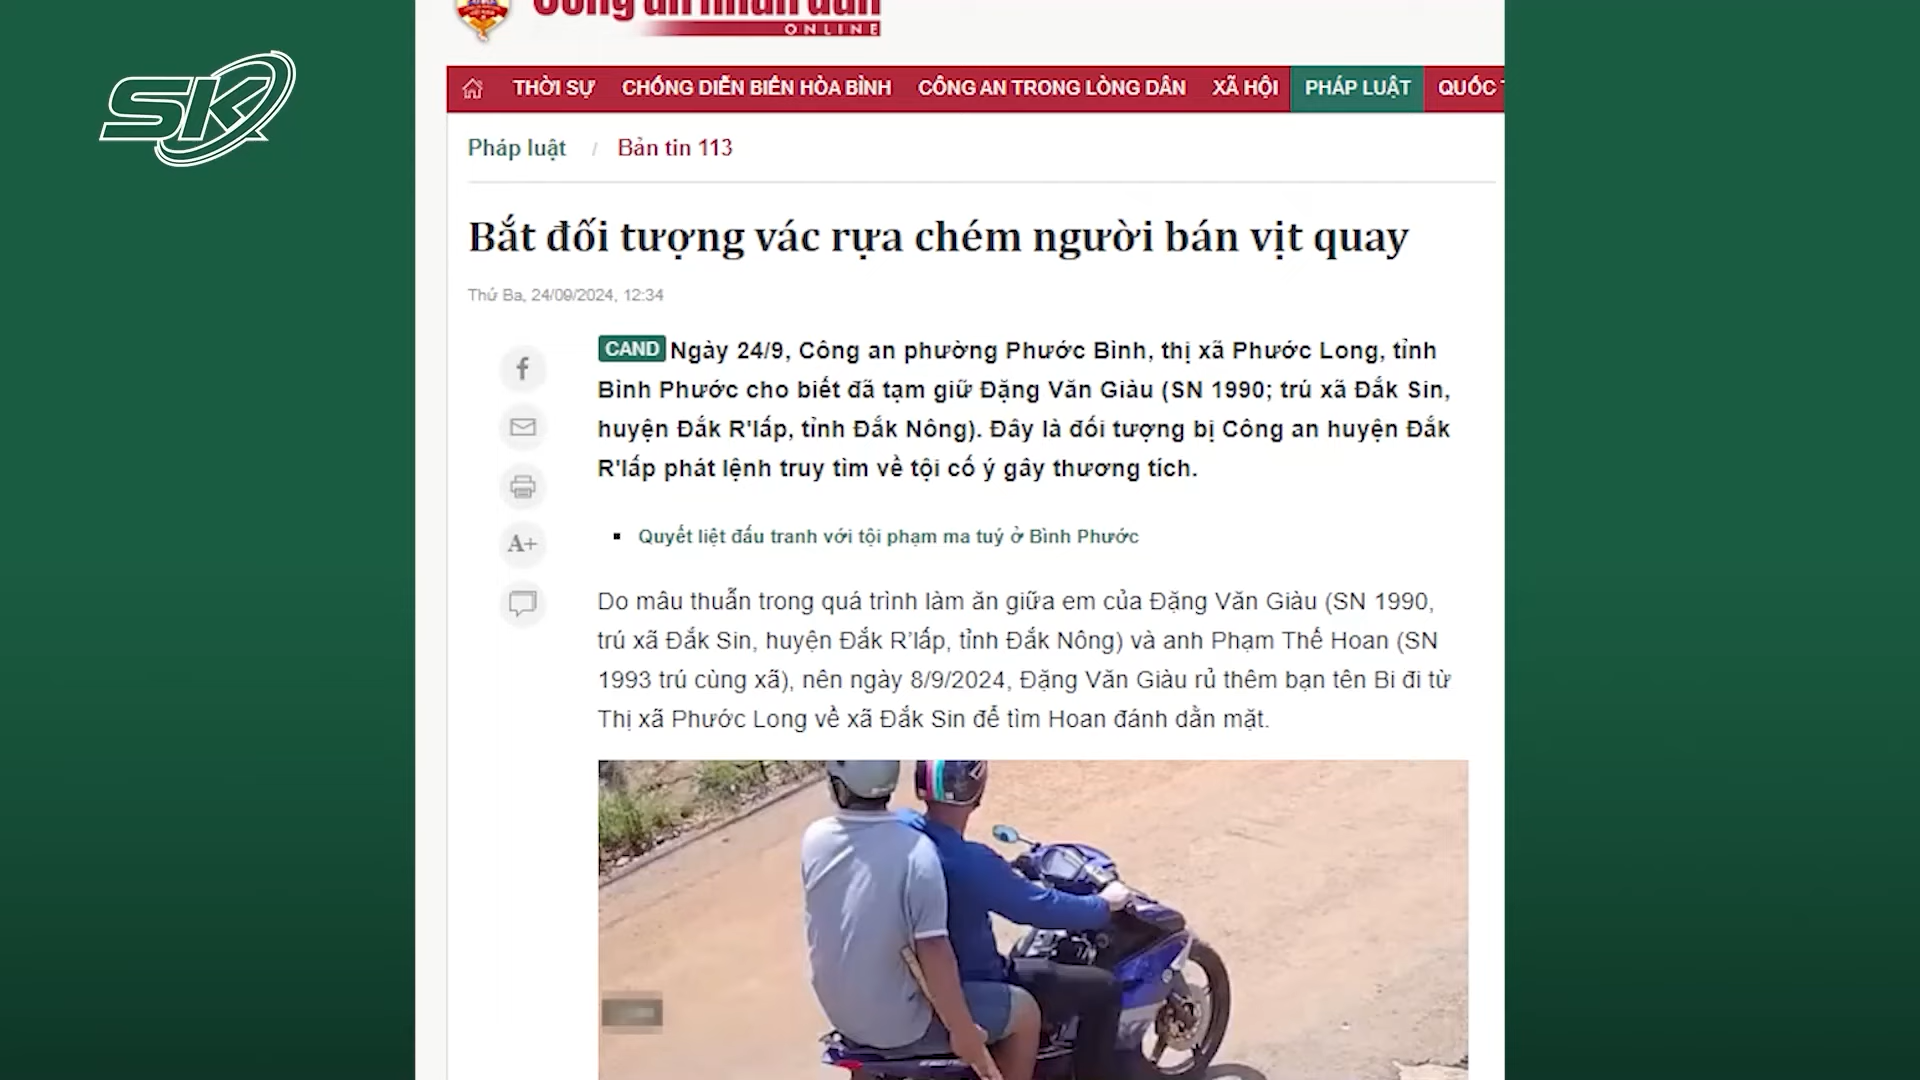 SK
Công an nhân dân
ONLINE
THỜI SỰ CHỐNG DIỄN BIẾN HÒA BÌNH CÔNG AN TRONG LÒNG DÂN XÃ HỘI PHÁP LUẬT QUỐC
Pháp luật / Bản tin 113
Bắt đối tượng vác rựa chém người bán vịt quay
Thứ Ba, 24/09/2024, 12:34
CAND Ngày 24/9, Công an phường Phước Bình, thị xã Phước Long, tỉnh
Bình Phước cho biết đã tạm giữ Đặng Văn Giàu (SN 1990; trú xã Đắk Sin,
huyện Đắk R'lấp, tỉnh Đắk Nông). Đây là đối tượng bị Công an huyện Đắk
R'lấp phát lệnh truy tìm về tội cố ý gây thương tích.
Quyết liệt đấu tranh với tội phạm ma tuý ở Bình Phước
A+
Do mâu thuẫn trong quá trình làm ăn giữa em của Đặng Văn Giàu (SN 1990,
trú xã Đắk Sin, huyện Đắk R’lấp, tỉnh Đắk Nông) và anh Phạm Thế Hoan (SN
1993 trú cùng xã), nên ngày 8/9/2024, Đặng Văn Giàu rủ thêm bạn tên Bi đi từ
Thị xã Phước Long về xã Đắk Sin để tìm Hoan đánh dằn mặt.